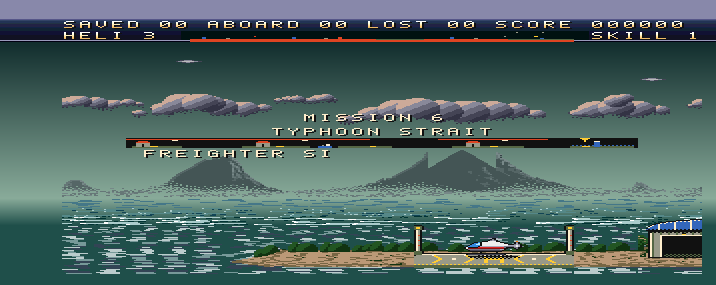 SAVED 00 ABOARD 00 LOST 00 SCORE 000000
HELI 3 SKILL 1
MISSION 6
TYPHOON STRAIT
FREIGHTER SI